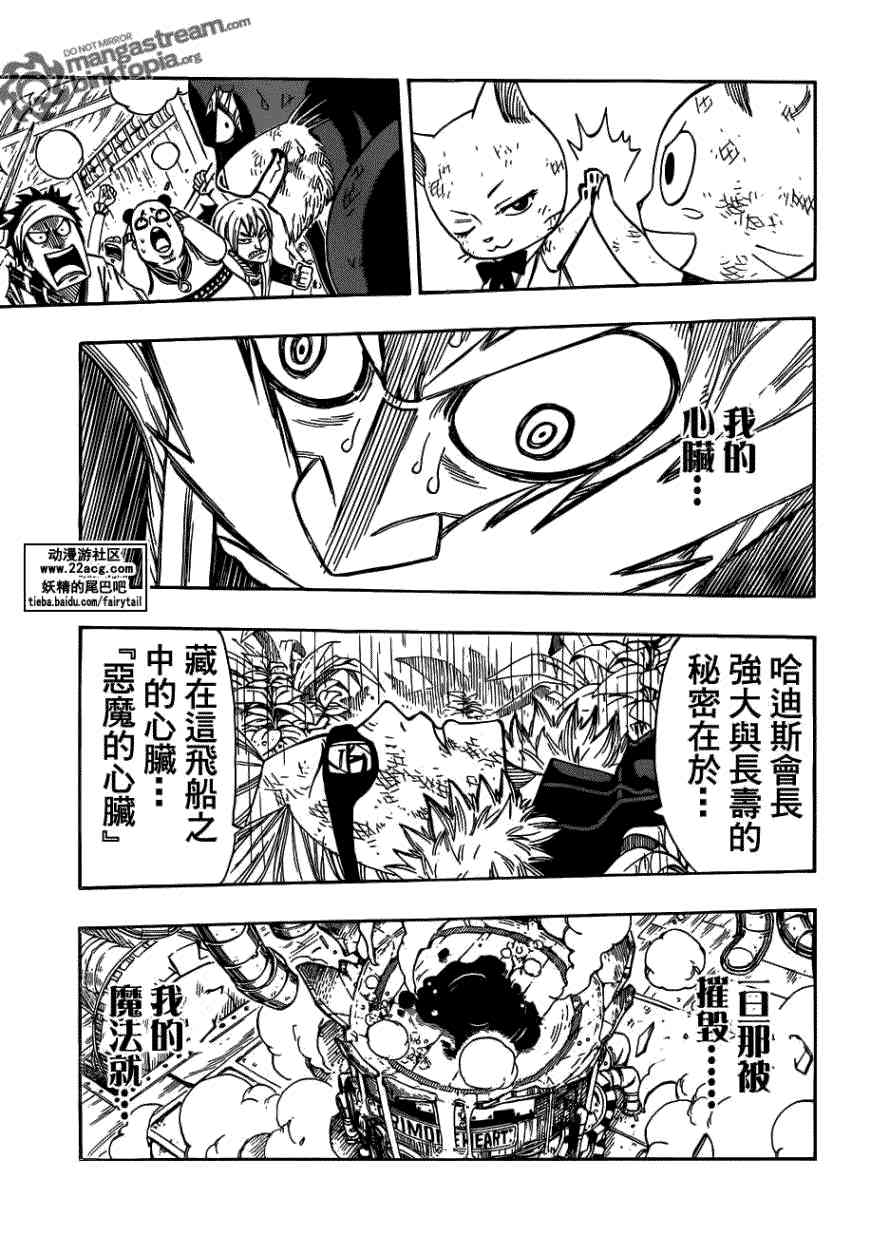 DO NOT MIRROR
mangastream.com
binktopia.org
我的
心臟…
动漫游社区
www.22acg.com
妖精的尾巴吧
tieba.baidu.com/fairytail
哈迪斯會長
強大與長壽的
秘密在於…
藏在這飛船之
中的心臟…
『惡魔的心臟』
一旦那被
摧毀……
我的
魔法就……
HEART